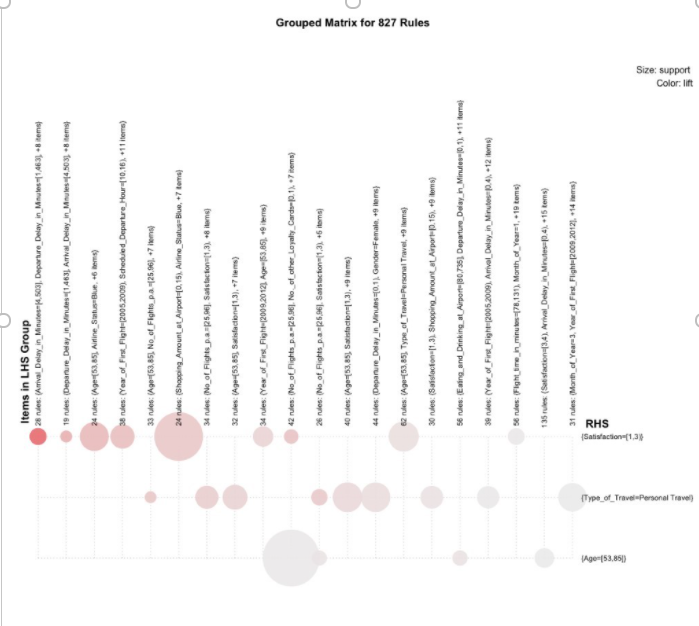 Grouped Matrix for 827 Rules
Size: support
Color: lift
Items in LHS Group
28 rules: {Arrival_Delay_in_Minutes=[4,503], Departure_Delay_in_Minutes=[1,463], +8 items}
19 rules: {Departure_Delay_in_Minutes=[1,463], Arrival_Delay_in_Minutes=[4,503], +8 items}
24 rules: {Age=[53,85], Airline_Status=Blue, +6 items}
38 rules: {Year_of_First_Flight=[2005,2009), Scheduled_Departure_Hour=[10,16), +11 items}
33 rules: {Age=[53,85], No_of_Flights_p.a.=[25,96], +7 items}
24 rules: {Shopping_Amount_at_Airport=[0,15), Airline_Status=Blue, +7 items}
34 rules: {No_of_Flights_p.a.=[25,96], Satisfaction=[1,3), +8 items}
32 rules: {Age=[53,85], Satisfaction=[1,3), +7 items}
34 rules: {Year_of_First_Flight=[2009,2012], Age=[53,85], +9 items}
42 rules: {No_of_Flights_p.a.=[25,96], No._of_other_Loyalty_Cards=[0,1), +7 items}
26 rules: {No_of_Flights_p.a.=[25,96], Satisfaction=[1,3), +5 items}
40 rules: {Age=[53,85], Satisfaction=[1,3), +9 items}
44 rules: {Departure_Delay_in_Minutes=[0,1), Gender=Female, +9 items}
62 rules: {Age=[53,85], Type_of_Travel=Personal Travel, +9 items}
30 rules: {Satisfaction=[1,3), Shopping_Amount_at_Airport=[0,15), +9 items}
56 rules: {Eating_and_Drinking_at_Airport=[80,735], Departure_Delay_in_Minutes=[0,1), +11 items}
39 rules: {Year_of_First_Flight=[2005,2009), Arrival_Delay_in_Minutes=[0,4), +12 items}
56 rules: {Flight_time_in_minutes=[78,131), Month_of_Year=1, +19 items}
135 rules: {Satisfaction=[3,4), Arrival_Delay_in_Minutes=[0,4), +15 items}
31 rules: {Month_of_Year=3, Year_of_First_Flight=[2009,2012], +14 items}
RHS
{Satisfaction=[1,3)}
{Type_of_Travel=Personal Travel}
{Age=[53,85]}